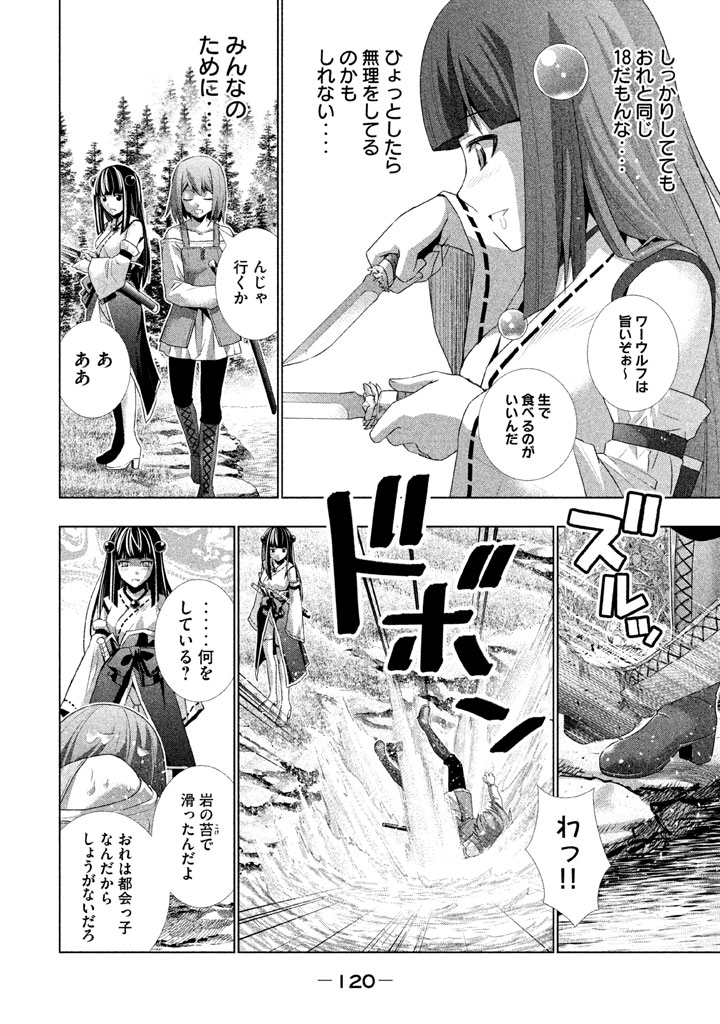 しっかりしてても
おれと同じ
18だもんな‥‥
ひょっとしたら
無理をしてる
のかも
しれない‥‥
ワーウルフは
旨いぞぉ～
生で
食べるのが
いいんだ
みんなの
ために‥‥
んじゃ
行くか
あ
ああ
ズルッ
わっ!!
ドボン
‥‥‥何を
している?
岩の苔で
こけ
滑ったんだよ
おれは都会っ子
なんだから
しょうがないだろ
—120—